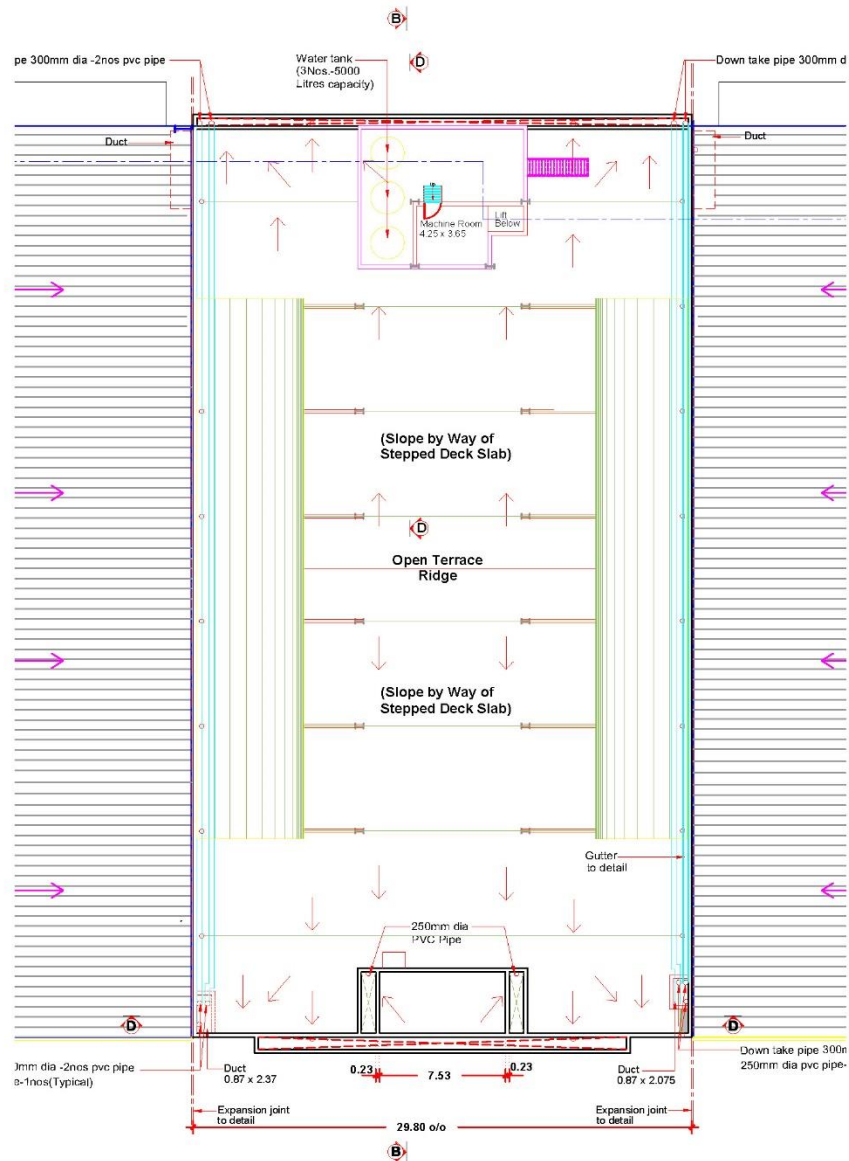 B
D
pe 300mm dia -2nos pvc pipe
Water tank
(3Nos.-5000
Litres capacity)
Down take pipe 300mm d
Duct
Duct
up
Machine Room
4.25 x 3.65
Lift
Below
(Slope by Way of
Stepped Deck Slab)
D
Open Terrace
Ridge
(Slope by Way of
Stepped Deck Slab)
Gutter
to detail
250mm dia
PVC Pipe
D
D
0mm dia -2nos pvc pipe
e-1nos(Typical)
Duct
0.87 x 2.37
0.23
7.53
0.23
Duct
0.87 x 2.075
Down take pipe 300m
250mm dia pvc pipe-
Expansion joint
to detail
Expansion joint
to detail
29.80 o/o
B